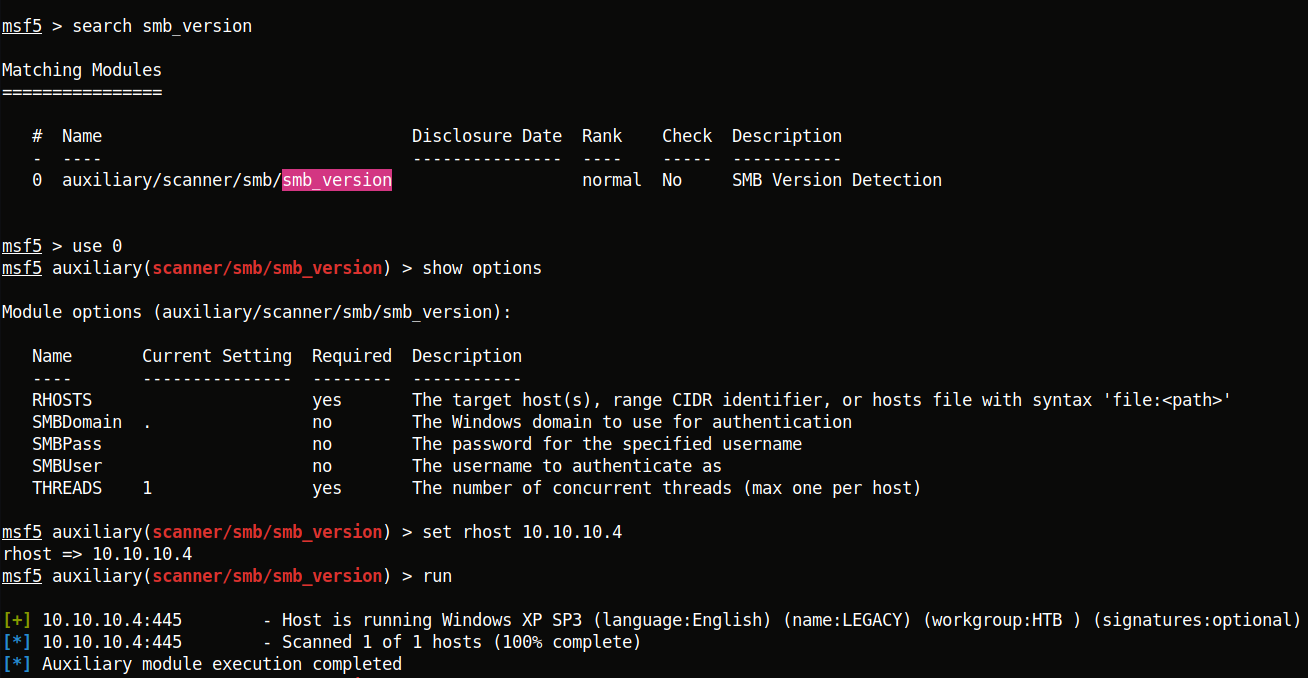 msf5 > search smb_version
Matching Modules
================
#  Name                                Disclosure Date  Rank    Check  Description
-  ----                                ---------------  ----    -----  -----------
0  auxiliary/scanner/smb/smb_version                    normal  No     SMB Version Detection
msf5 > use 0
msf5 auxiliary(scanner/smb/smb_version) > show options
Module options (auxiliary/scanner/smb/smb_version):
Name       Current Setting  Required  Description
----       ---------------  --------  -----------
RHOSTS                      yes       The target host(s), range CIDR identifier, or hosts file with syntax 'file:<path>'
SMBDomain  .                no        The Windows domain to use for authentication
SMBPass                     no        The password for the specified username
SMBUser                     no        The username to authenticate as
THREADS    1                yes       The number of concurrent threads (max one per host)
msf5 auxiliary(scanner/smb/smb_version) > set rhost 10.10.10.4
rhost => 10.10.10.4
msf5 auxiliary(scanner/smb/smb_version) > run
[+] 10.10.10.4:445        - Host is running Windows XP SP3 (language:English) (name:LEGACY) (workgroup:HTB ) (signatures:optional)
[*] 10.10.10.4:445        - Scanned 1 of 1 hosts (100% complete)
[*] Auxiliary module execution completed